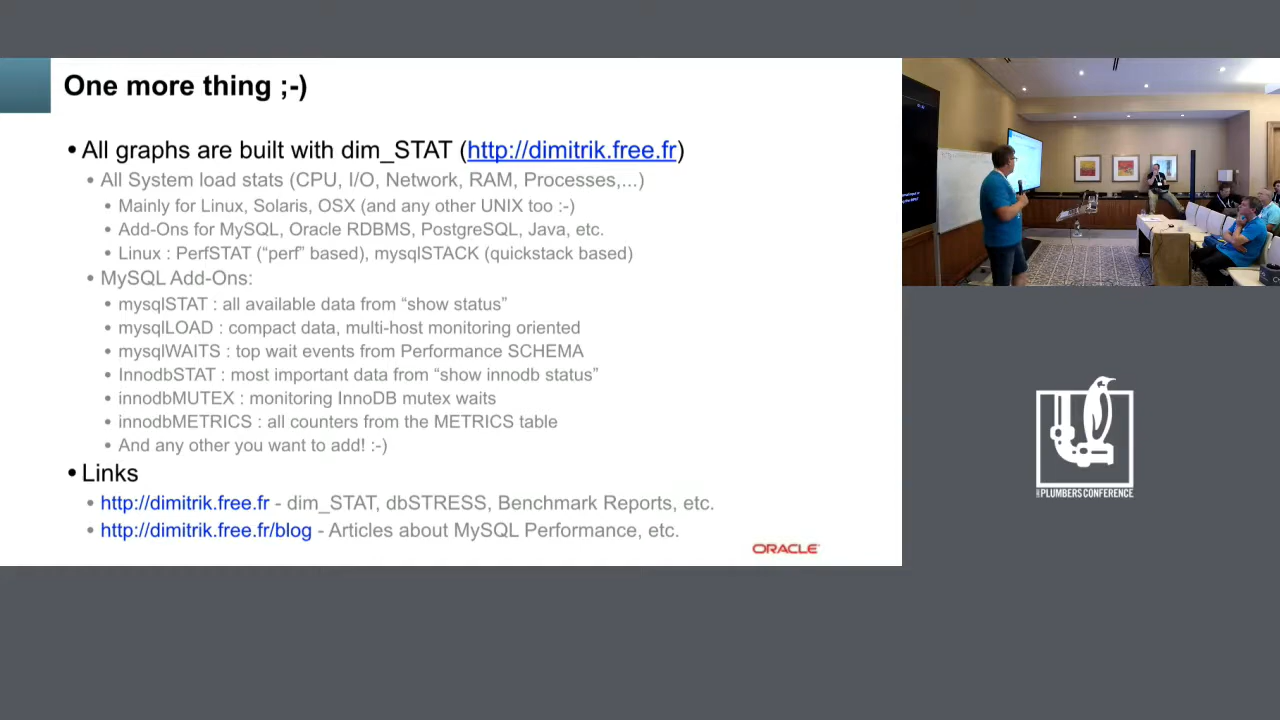 One more thing ;-)
• All graphs are built with dim_STAT (http://dimitrik.free.fr)
• All System load stats (CPU, I/O, Network, RAM, Processes,...)
• Mainly for Linux, Solaris, OSX (and any other UNIX too :-)
• Add-Ons for MySQL, Oracle RDBMS, PostgreSQL, Java, etc.
• Linux : PerfSTAT (“perf” based), mysqlSTACK (quickstack based)
• MySQL Add-Ons:
• mysqlSTAT : all available data from “show status”
• mysqlLOAD : compact data, multi-host monitoring oriented
• mysqlWAITS : top wait events from Performance SCHEMA
• InnodbSTAT : most important data from “show innodb status”
• innodbMUTEX : monitoring InnoDB mutex waits
• innodbMETRICS : all counters from the METRICS table
• And any other you want to add! :-)
• Links
• http://dimitrik.free.fr - dim_STAT, dbSTRESS, Benchmark Reports, etc.
• http://dimitrik.free.fr/blog - Articles about MySQL Performance, etc.
ORACLE
PLUMBERS CONFERENCE